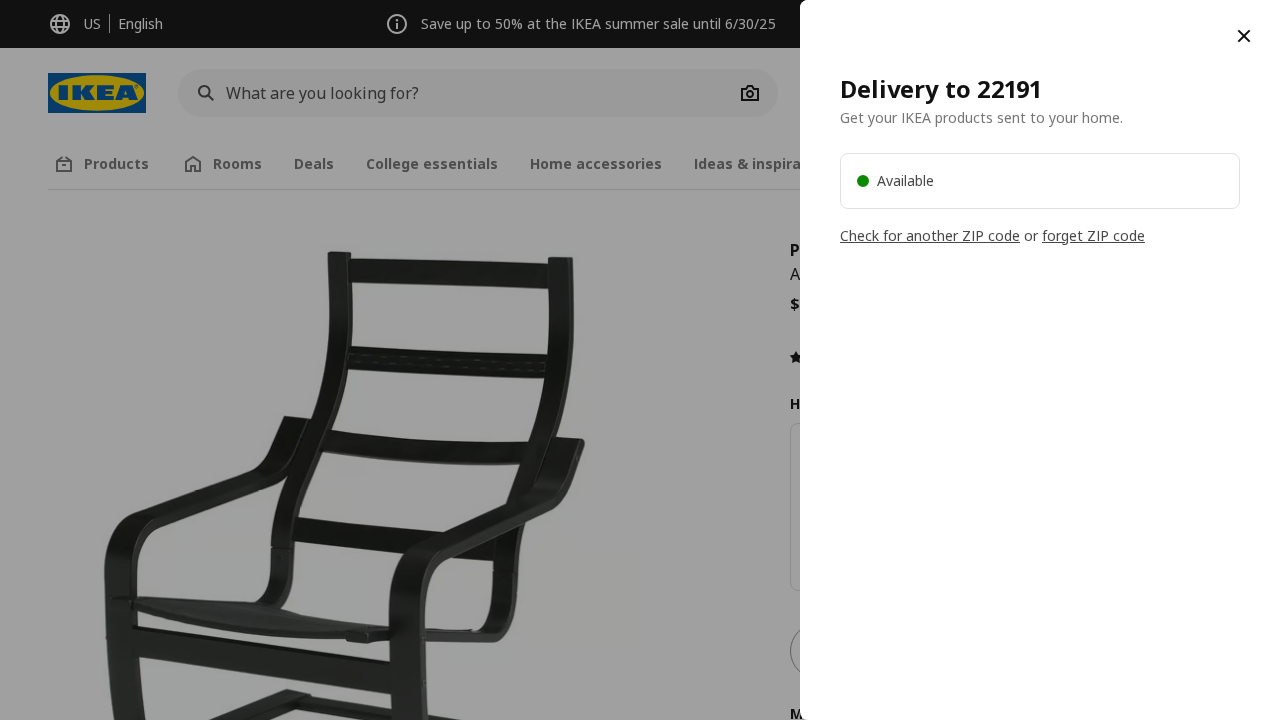 US English
Save up to 50% at the IKEA summer sale until 6/30/25
IKEA
What are you looking for?
Products Rooms Deals College essentials Home accessories Ideas & inspira
P
A
$
H
M
Delivery to 22191
Get your IKEA products sent to your home.
Available
Check for another ZIP code or forget ZIP code